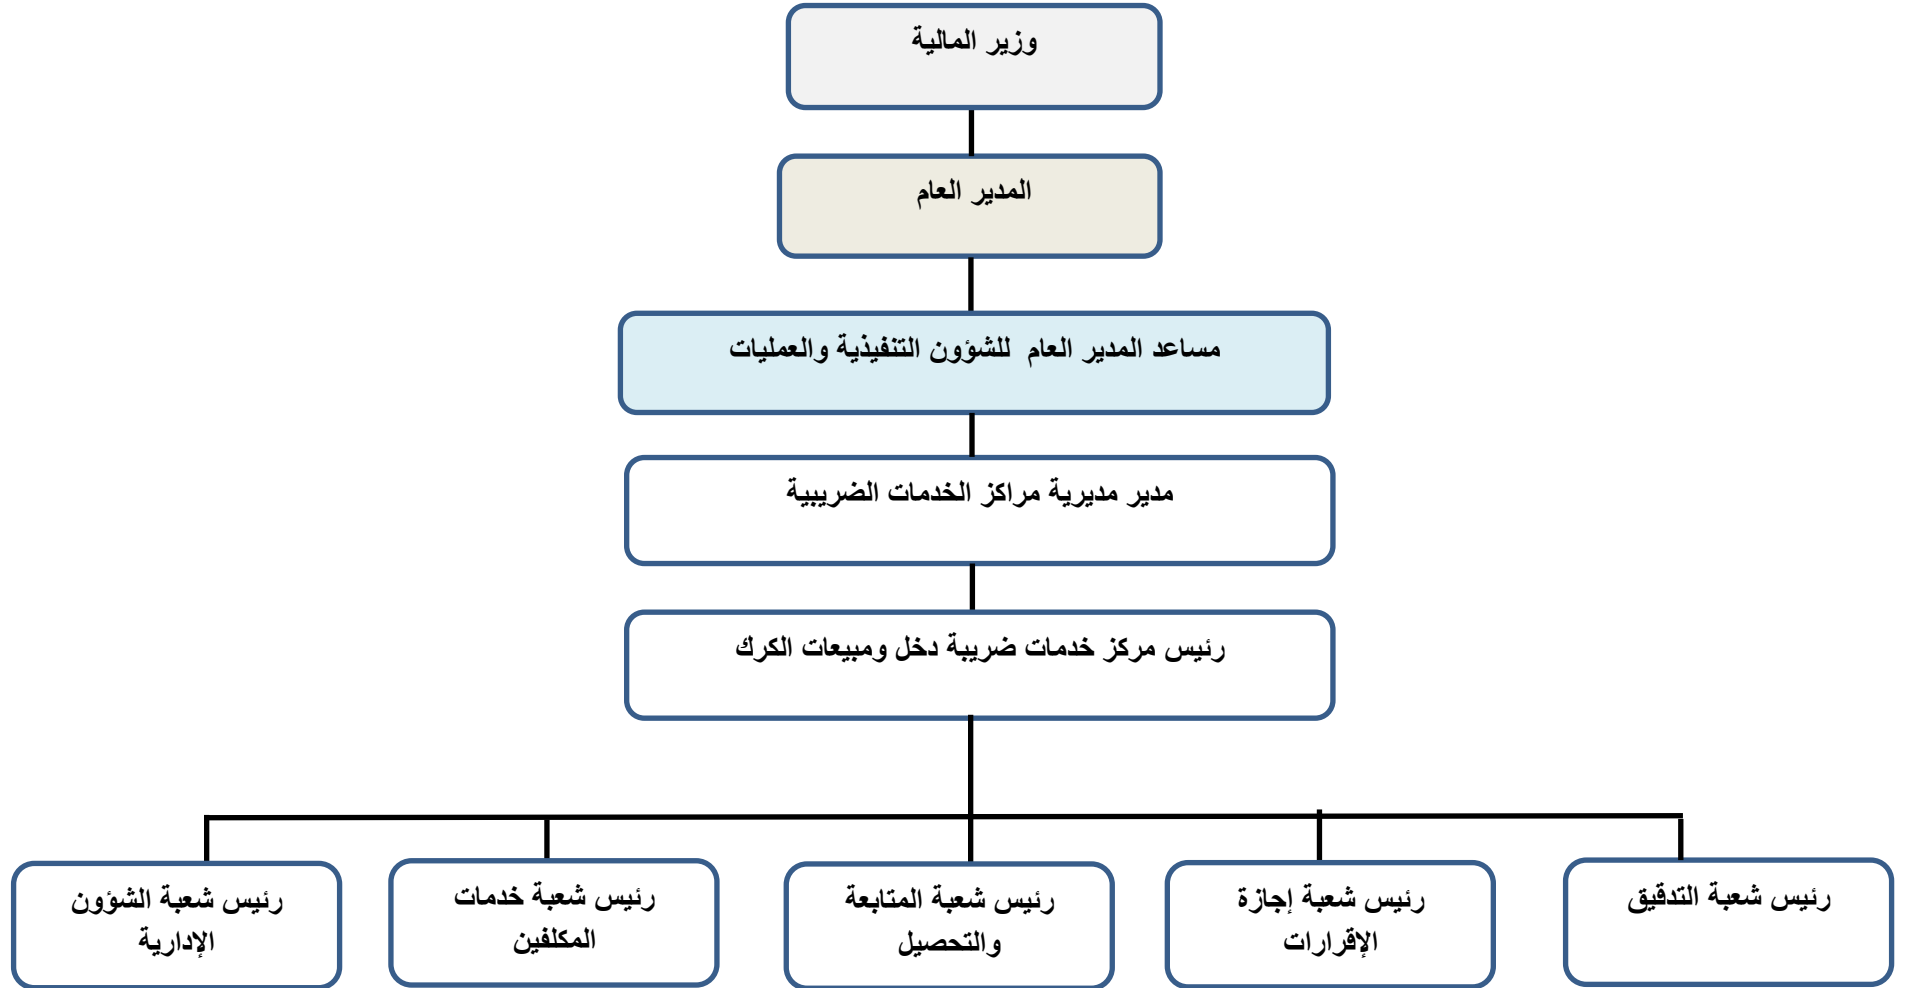 وزير المالية
المدير العام
مساعد المدير العام للشؤون التنفيذية والعمليات
مدير مديرية مراكز الخدمات الضريبية
رئيس مركز خدمات ضريبة دخل ومبيعات الكرك
رئيس شعبة التدقيق
رئيس شعبة إجازة
الإقرارات
رئيس شعبة المتابعة
والتحصيل
رئيس شعبة خدمات
المكلفين
رئيس شعبة الشؤون
الإدارية